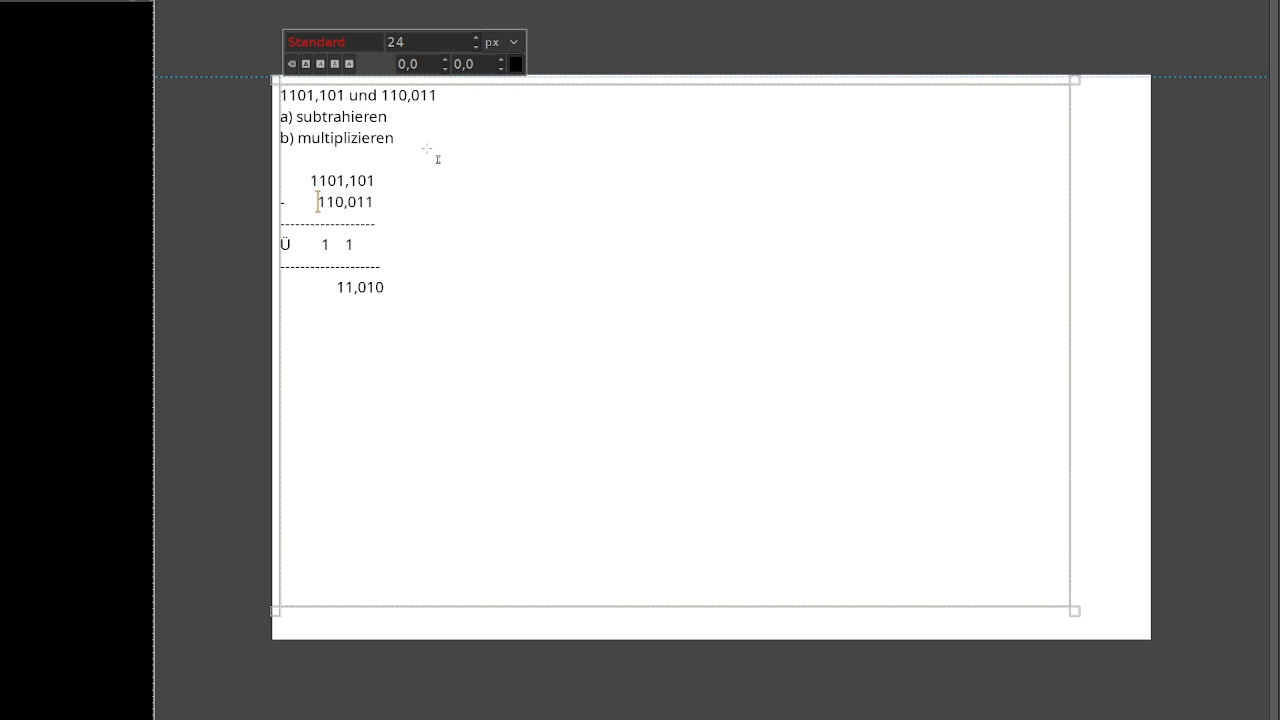 Standard 24 px
0,0 0,0
1101,101 und 110,011
a) subtrahieren
b) multiplizieren
1101,101
- 110,011
-------------------
Ü 1 1
--------------------
11,010